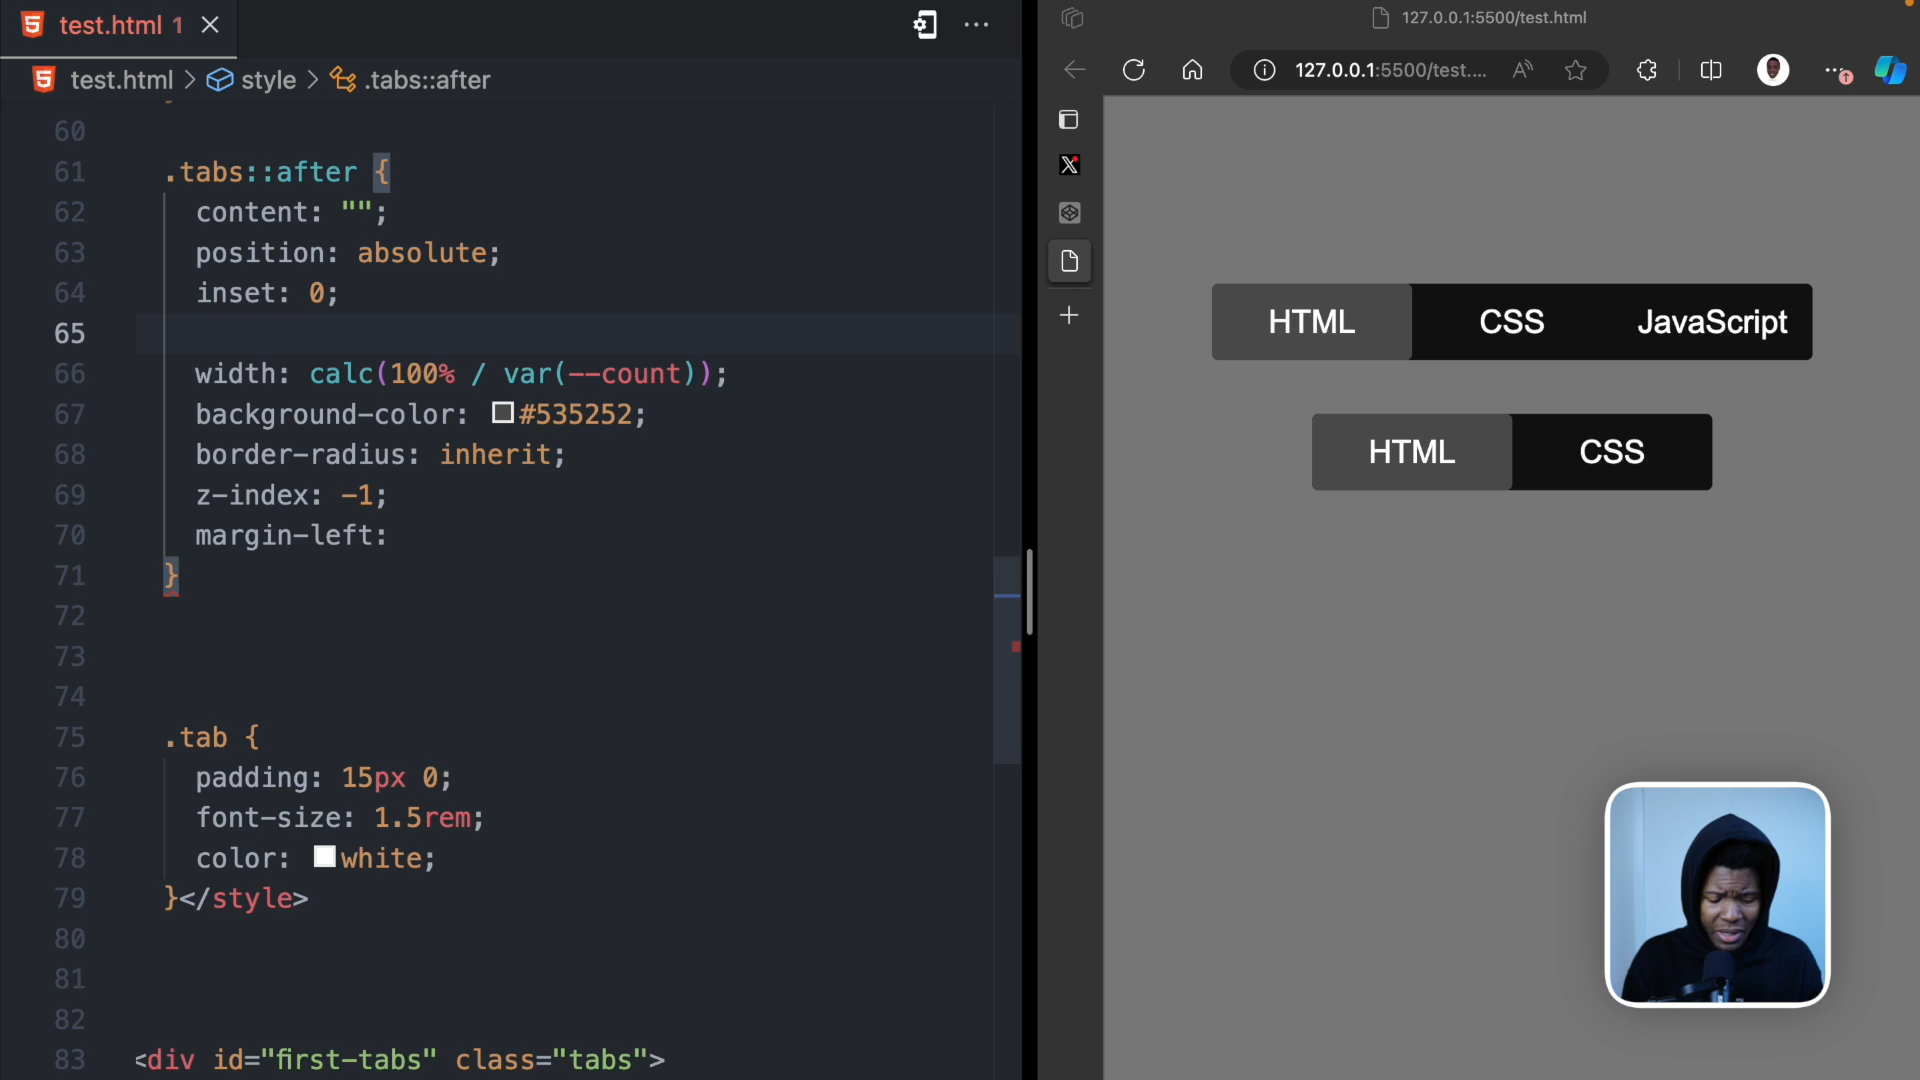 test.html 1
test.html > style > .tabs::after
60
61 .tabs::after {
62 content: "";
63 position: absolute;
64 inset: 0;
65
66 width: calc(100% / var(--count));
67 background-color: #535252;
68 border-radius: inherit;
69 z-index: -1;
70 margin-left:
71 }
72
73
74
75 .tab {
76 padding: 15px 0;
77 font-size: 1.5rem;
78 color: white;
79 }</style>
80
81
82
83 <div id="first-tabs" class="tabs">
127.0.0.1:5500/test.html
127.0.0.1:5500/test....
HTML CSS JavaScript
HTML CSS